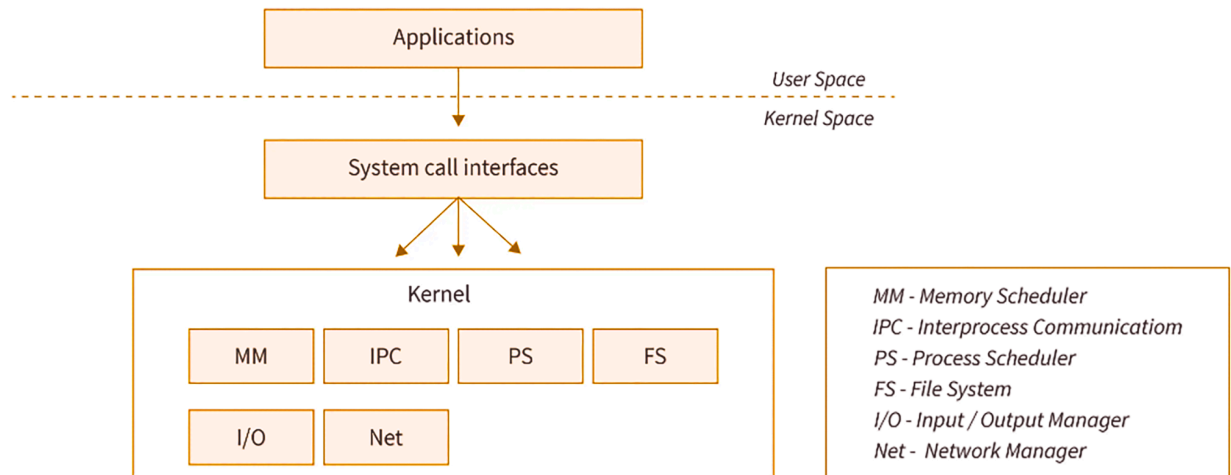 Applications
User Space
Kernel Space
System call interfaces
Kernel
MM
IPC
PS
FS
I/O
Net
MM - Memory Scheduler
IPC - Interprocess Communicatiom
PS - Process Scheduler
FS - File System
I/O - Input / Output Manager
Net - Network Manager